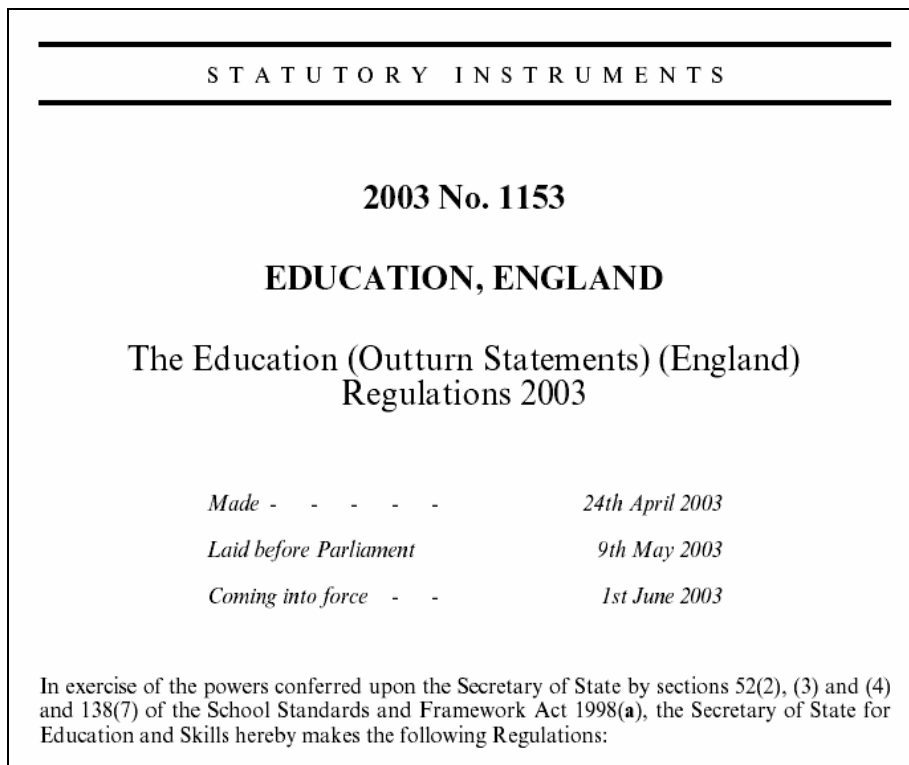 STATUTORY INSTRUMENTS
2003 No. 1153
EDUCATION, ENGLAND
The Education (Outturn Statements) (England)
Regulations 2003
Made - - - - - 24th April 2003
Laid before Parliament 9th May 2003
Coming into force - - 1st June 2003
In exercise of the powers conferred upon the Secretary of State by sections 52(2), (3) and (4)
and 138(7) of the School Standards and Framework Act 1998(a), the Secretary of State for
Education and Skills hereby makes the following Regulations: